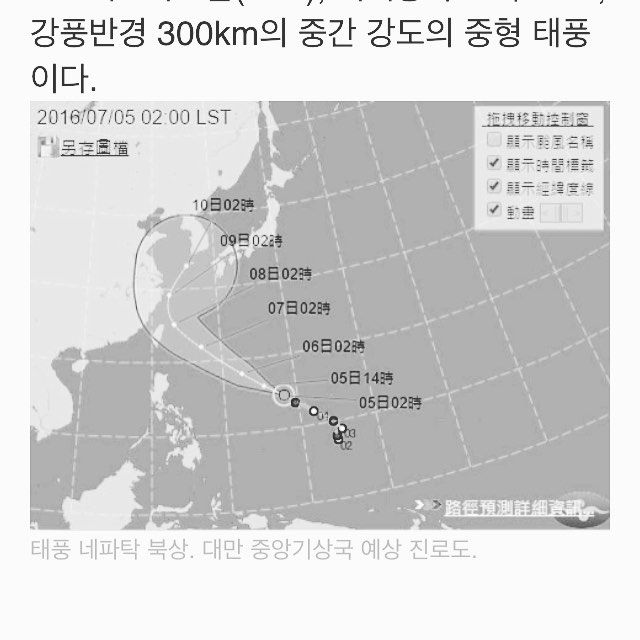 강풍반경 300km의 중간 강도의 중형 태풍
이다.
2016/07/05 02:00 LST
另存圖檔
拖拽移動控制窗
顯示颱風名稱
顯示時間標籤
顯示經緯度線
動畫
10日02時
09日02時
08日02時
07日02時
06日02時
05日14時
05日02時
01
03
02
路徑預測詳細資訊
태풍 네파탁 북상. 대만 중앙기상국 예상 진로도.